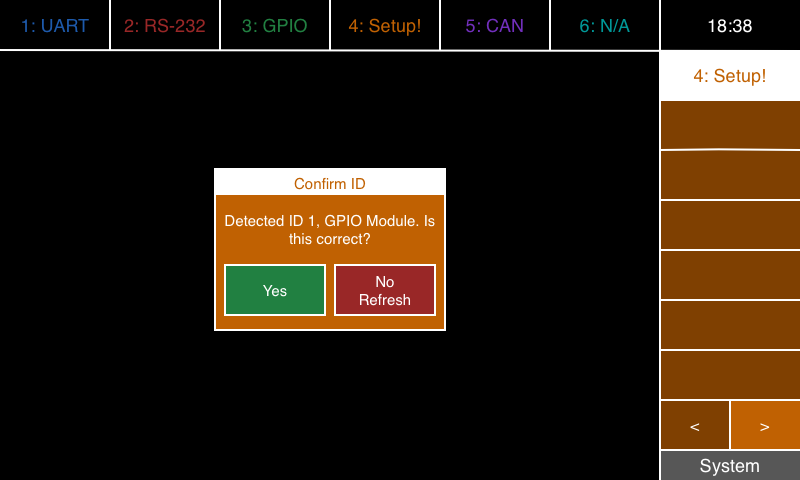 1: UART
2: RS-232
3: GPIO
4: Setup!
5: CAN
6: N/A
18:38
4: Setup!
Confirm ID
Detected ID 1, GPIO Module. Is
this correct?
Yes
No
Refresh
<
>
System